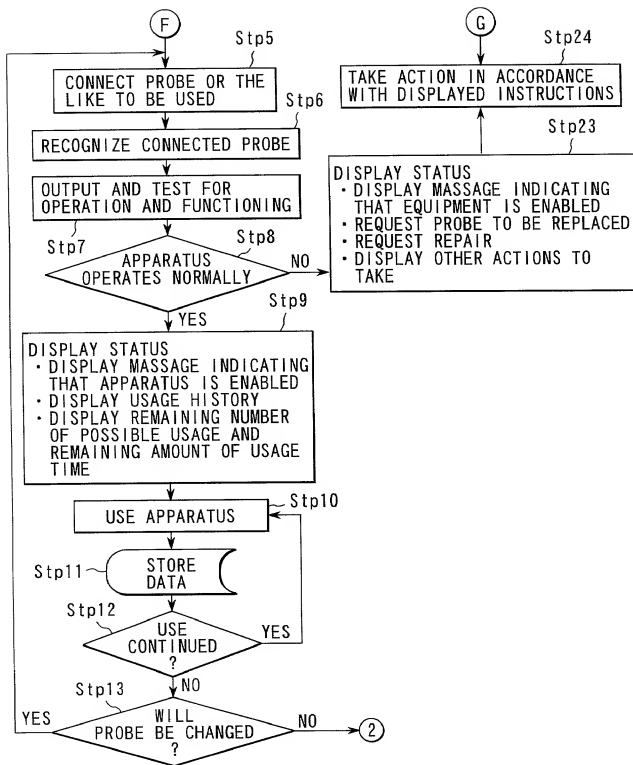 F
Stp5
CONNECT PROBE OR THE
LIKE TO BE USED
Stp6
RECOGNIZE CONNECTED PROBE
OUTPUT AND TEST FOR
OPERATION AND FUNCTIONING
Stp7
Stp8
APPARATUS
OPERATES NORMALLY
NO
YES
Stp9
DISPLAY STATUS
· DISPLAY MASSAGE INDICATING
THAT APPARATUS IS ENABLED
· DISPLAY USAGE HISTORY
· DISPLAY REMAINING NUMBER
OF POSSIBLE USAGE AND
REMAINING AMOUNT OF USAGE
TIME
Stp10
USE APPARATUS
Stp11
STORE
DATA
Stp12
USE
CONTINUED
?
YES
NO
Stp13
WILL
PROBE BE CHANGED
?
YES
NO
2
G
Stp24
TAKE ACTION IN ACCORDANCE
WITH DISPLAYED INSTRUCTIONS
Stp23
DISPLAY STATUS
· DISPLAY MASSAGE INDICATING
THAT EQUIPMENT IS ENABLED
· REQUEST PROBE TO BE REPLACED
· REQUEST REPAIR
· DISPLAY OTHER ACTIONS TO
TAKE